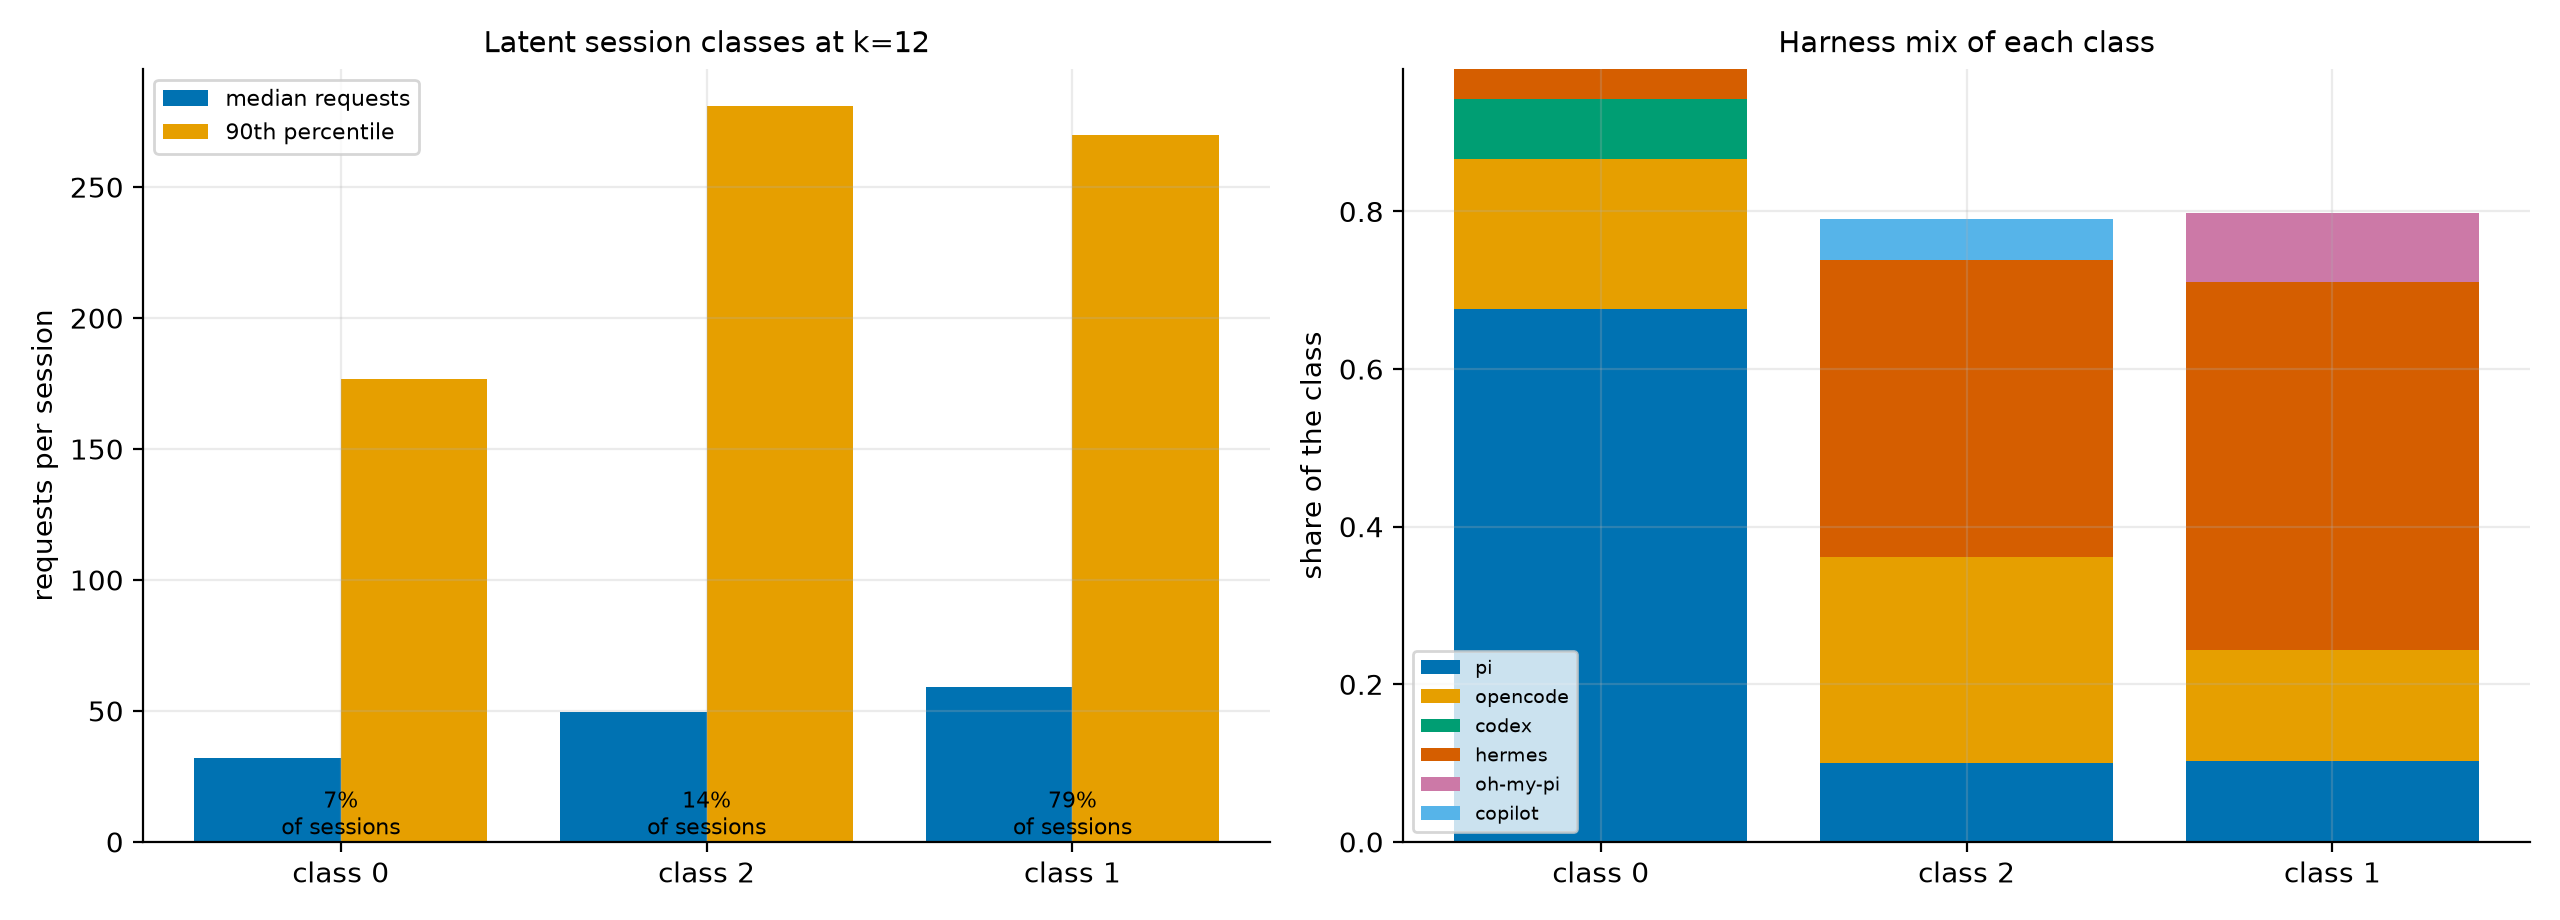 Latent session classes at k=12
median requests
90th percentile
requests per session
250
200
150
100
50
0
7%
of sessions
14%
of sessions
79%
of sessions
class 0
class 2
class 1
Harness mix of each class
share of the class
0.8
0.6
0.4
0.2
0.0
pi
opencode
codex
hermes
oh-my-pi
copilot
class 0
class 2
class 1